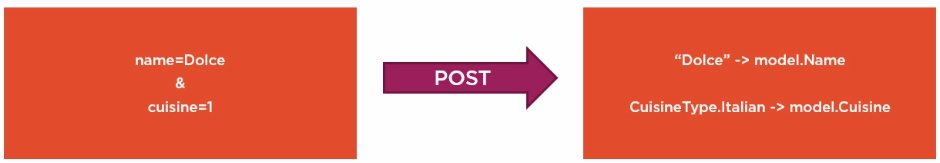 name=Dolce
&
cuisine=1
POST
“Dolce” -> model.Name
CuisineType.Italian -> model.Cuisine